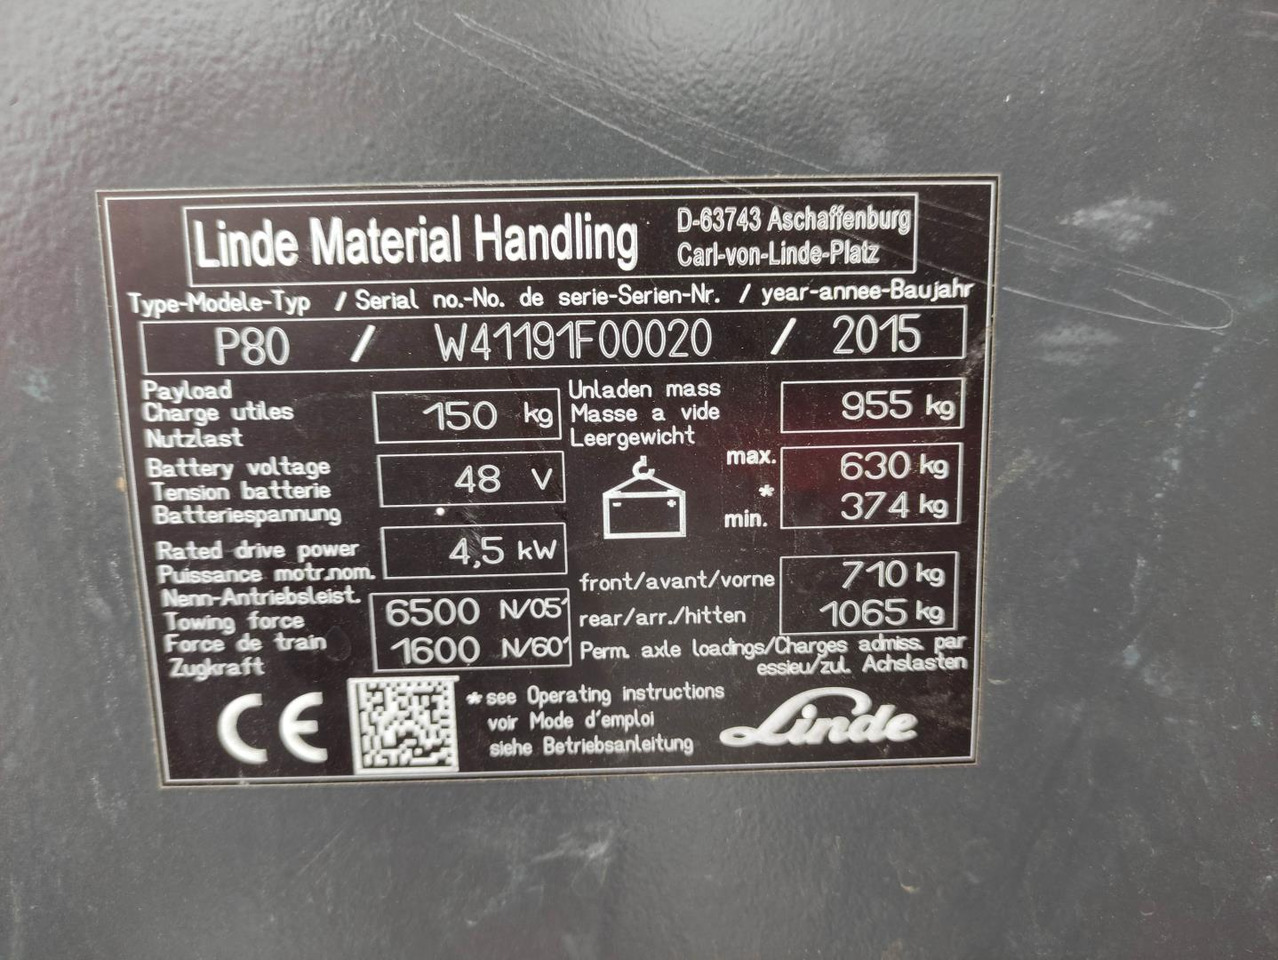 Linde Material Handling D-63743 Aschaffenburg
Carl-von-Linde-Platz
Type-Modele-Typ / Serial no.-No. de serie-Serien-Nr. / year-annee-Baujahr
P80 / W41191F00020 / 2015
Payload
Charge utiles
Nutzlast
150 kg
Unladen mass
Masse a vide
Leergewicht
955 kg
Battery voltage
Tension batterie
Batteriespannung
48 V
- +
max. 630 kg
*
min. 374 kg
Rated drive power
Puissance motr.nom.
Nenn-Antriebsleist.
4,5 kW
front/avant/vorne 710 kg
rear/arr./hitten 1065 kg
Towing force
Force de train
Zugkraft
6500 N/05'
1600 N/60'
Perm. axle loadings/Charges admiss. par
essieu/zul. Achslasten
CE
*see Operating instructions
voir Mode d'emploi
siehe Betriebsanleitung
Linde